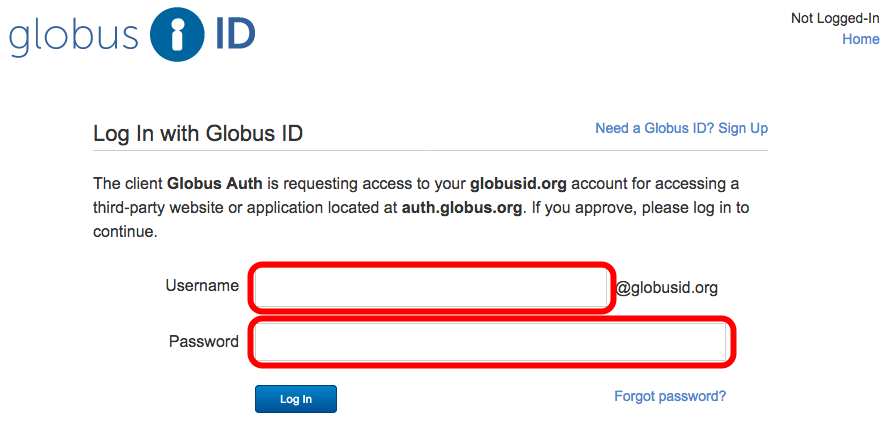 globus ID
Not Logged-In
Home
Log In with Globus ID
Need a Globus ID? Sign Up
The client Globus Auth is requesting access to your globusid.org account for accessing a
third-party website or application located at auth.globus.org. If you approve, please log in to
continue.
Username
@globusid.org
Password
Log In
Forgot password?